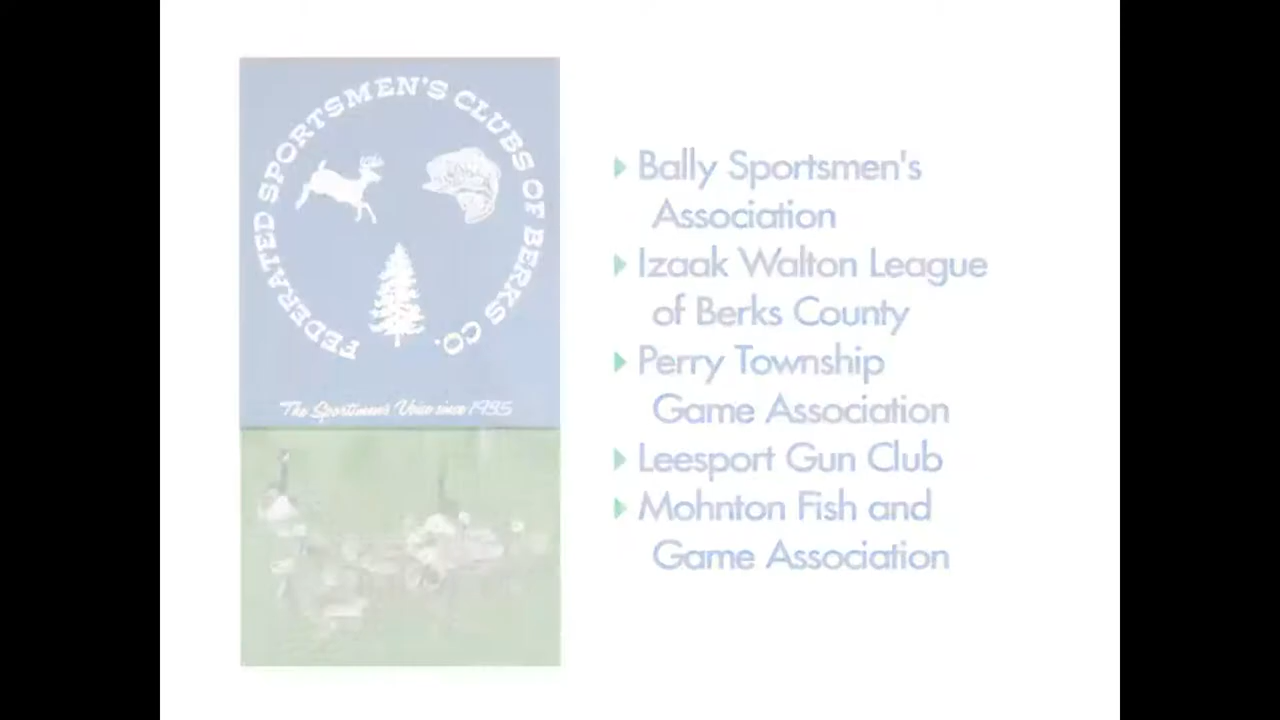 FEDERATED SPORTSMEN'S CLUBS OF BERKS CO.
The Sportsmen's Voice since 1935
Bally Sportsmen's
Association
Izaak Walton League
of Berks County
Perry Township
Game Association
Leesport Gun Club
Mohnton Fish and
Game Association